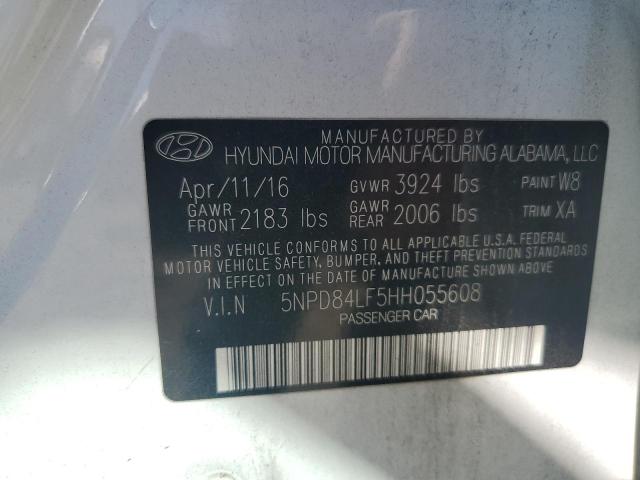 MANUFACTURED BY
HYUNDAI MOTOR MANUFACTURING ALABAMA, LLC
Apr/11/16 GVWR 3924 lbs PAINT W8
GAWR FRONT 2183 lbs GAWR REAR 2006 lbs TRIM XA
THIS VEHICLE CONFORMS TO ALL APPLICABLE U.S.A. FEDERAL
MOTOR VEHICLE SAFETY, BUMPER, AND THEFT PREVENTION STANDARDS
IN EFFECT ON THE DATE OF MANUFACTURE SHOWN ABOVE.
V.I.N 5NPD84LF5HH055608
PASSENGER CAR